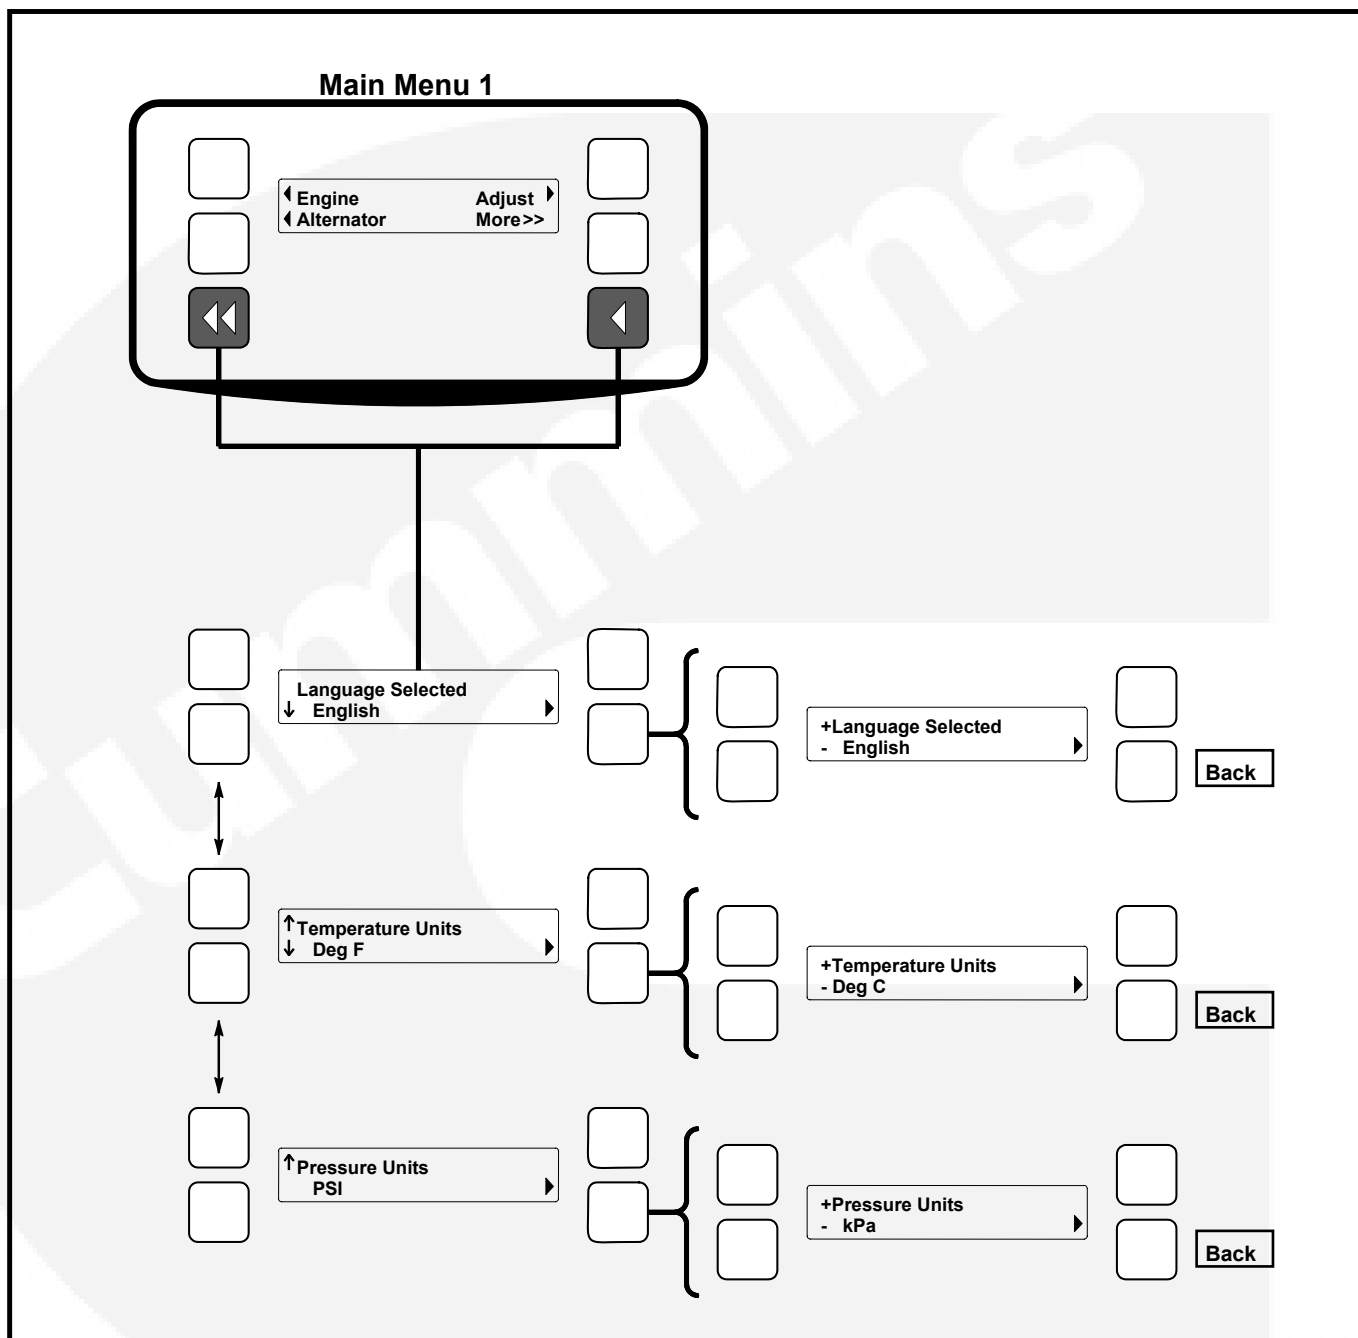 Main Menu 1
Engine Adjust
Alternator More>>
Language Selected
↓ English
+Language Selected
- English
Back
↑Temperature Units
↓ Deg F
+Temperature Units
- Deg C
Back
↑Pressure Units
PSI
+Pressure Units
- kPa
Back
Cummins